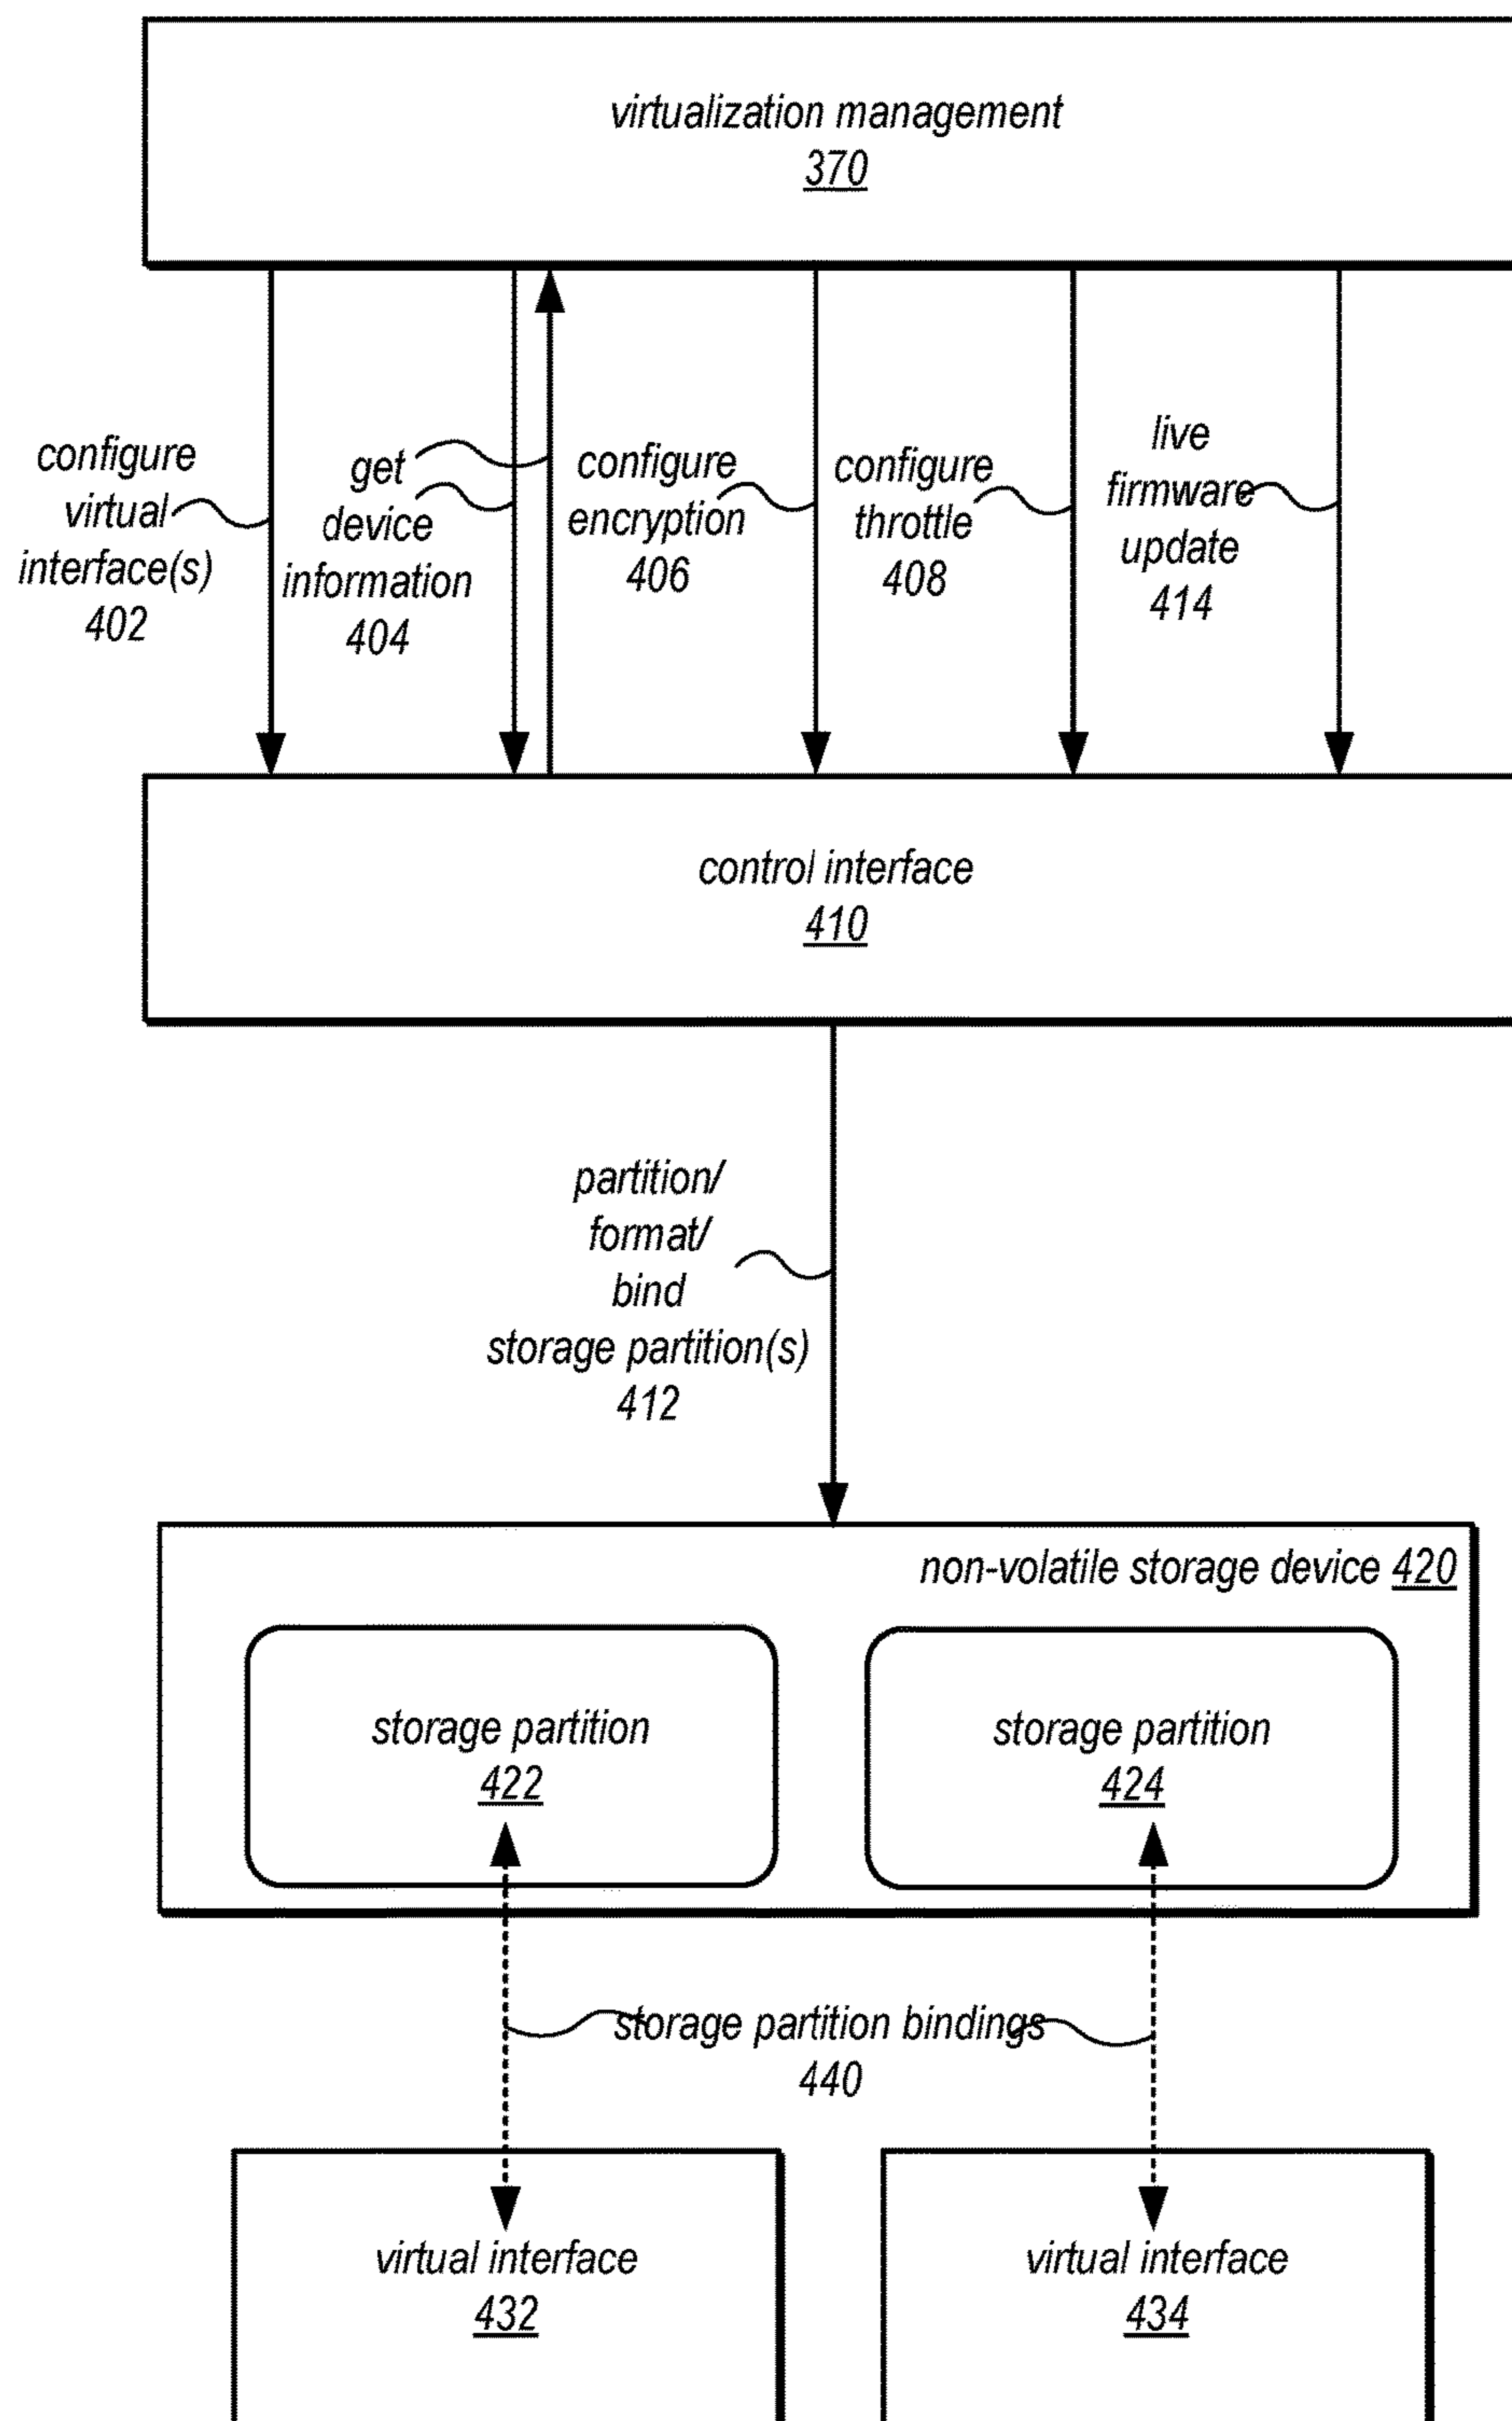 virtualization management
370
configure
virtual
interface(s)
402
get
device
information
404
configure
encryption
406
configure
throttle
408
live
firmware
update
414
control interface
410
partition/
format/
bind
storage partition(s)
412
non-volatile storage device 420
storage partition
422
storage partition
424
storage partition bindings
440
virtual interface
432
virtual interface
434